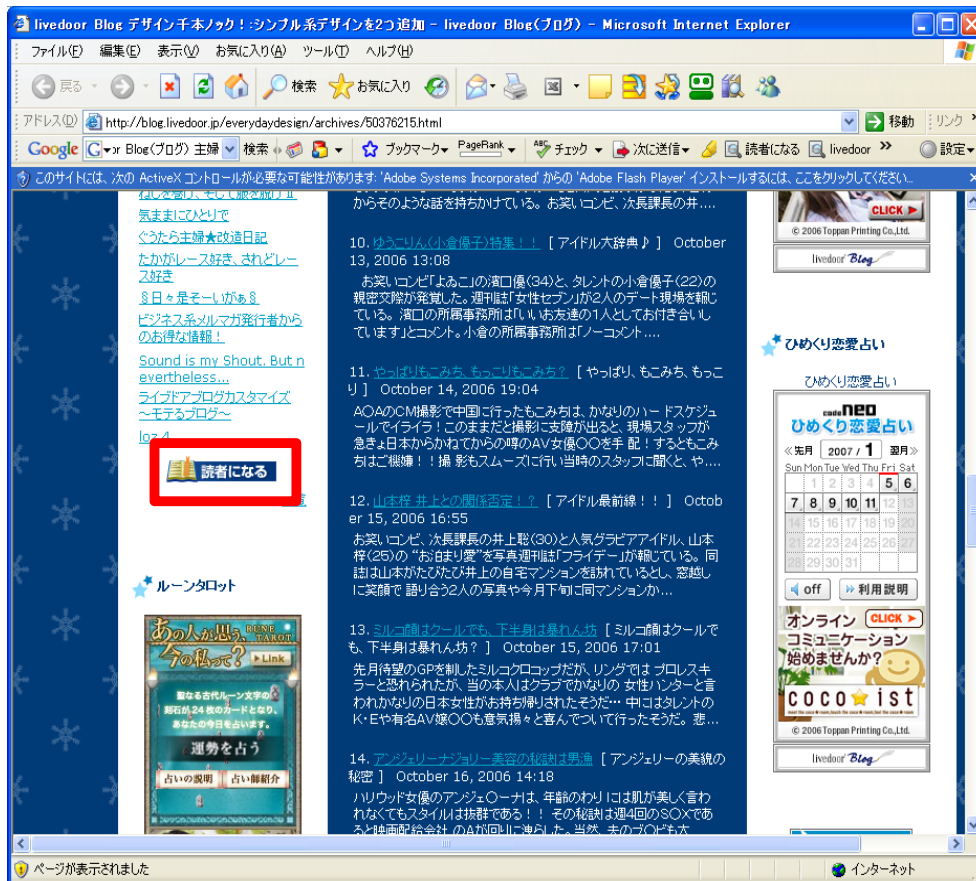 livedoor Blog デザイン千本ノック！:シンプル系デザインを2つ追加 - livedoor Blog(ブログ) - Microsoft Internet Explorer
ファイル(F) 編集(E) 表示(V) お気に入り(A) ツール(T) ヘルプ(H)
戻る 検索 お気に入り
アドレス(D) http://blog.livedoor.jp/everydaydesign/archives/50376215.html 移動 リンク
Google Blog(ブログ) 主婦 検索 ブックマーク PageRank チェック 次に送信 読者になる livedoor 設定
このサイトには、次の ActiveX コントロールが必要な可能性があります: 'Adobe Systems Incorporated' からの 'Adobe Flash Player' インストールするには、ここをクリックしてください...
気ままにひとりで
ぐうたら主婦★改造日記
たかがレース好き、されどレー
ス好き
§日々是そーいがぁ§
ビジネス系メルマガ発行者から
のお得な情報！
Sound is my Shout. But n
evertheless...
ライブドアブログカスタマイズ
～モテるブログ～
読者になる
ルーンタロット
あの人が思う、
今の私って？
RUNE TAROT
Link
聖なる古代ルーン文字の
刻石が24枚のカードとなり、
あなたの今日を占います。
運勢を占う
占いの説明 占い師紹介
からそのような話を持ちかけている。お笑いコンビ、次長課長の井....
10. ゆうこりん(小倉優子)特集！！ [ アイドル大辞典♪ ] October
13, 2006 13:08
お笑いコンビ「よゐこ」の濱口優(34)と、タレントの小倉優子(22)の
親密交際が発覚した。週刊誌「女性セブン」が2人のデート現場を報じ
ている。濱口の所属事務所は「いいお友達の1人としてお付き合いし
ています」とコメント。小倉の所属事務所は「ノーコメント....
11. やっぱりもこみち、もっこりもこみち？ [ やっぱり、もこみち、もっこ
り ] October 14, 2006 19:04
A○AのCM撮影で中国に行ったもこみちは、かなりのハードスケジュ
ールでイライラ！このままだと撮影に支障が出ると、現場スタッフが
急きょ日本からかねてからの噂のAV女優○○を手 配！するともこみ
ちはご機嫌！！撮 影もスムーズに行い当時のスタッフに聞くと、や....
12. 山本梓 井上との関係否定！？ [ アイドル最前線！！ ] Octob
er 15, 2006 16:55
お笑いコンビ、次長課長の井上聡(30)と人気グラビアアイドル、山本
梓(25)の “お泊まり愛”を写真週刊誌「フライデー」が報じている。同
誌は山本がたびたび井上の自宅マンションを訪れているとし、窓越し
に笑顔で 語り合う2人の写真や今月下旬に同マンションか...
13. ミルコ顔はクールでも、下半身は暴れん坊 [ ミルコ顔はクールで
も、下半身は暴れん坊？ ] October 15, 2006 17:01
先月待望のGPを制したミルコクロコップだが、リングでは プロレスキ
ラーと恐れられたが、当の本人はクラブでかなりの 女性ハンターと言
われかなりの日本女性がお持ち帰りされたそうだ… 中にはタレントの
K・Eや有名AV嬢○○も意気揚々と喜んでついて行ったそうだ。悲...
14. アンジェリーナジョリー美容の秘訣は男漁 [ アンジェリーの美貌の
秘密 ] October 16, 2006 14:18
ハリウッド女優のアンジェ○ーナは、年齢のわりには肌が美しく言わ
れなくてもスタイルは抜群である！！ その秘訣は週4回のSOXであ
CLICK
© 2006 Toppan Printing Co.,Ltd.
livedoor Blog
ひめくり恋愛占い
ひめくり恋愛占い
code neo
ひめくり恋愛占い
≪先月 2007 / 1 翌月≫
Sun Mon Tue Wed Thu Fri Sat
1 2 3 4 5 6
7 8 9 10 11 12 13
14 15 16 17 18 19 20
21 22 23 24 25 26 27
28 29 30 31
off 利用説明
オンライン CLICK
コミュニケーション
始めませんか？
coco ist
© 2006 Toppan Printing Co.,Ltd.
livedoor Blog
ページが表示されました インターネット